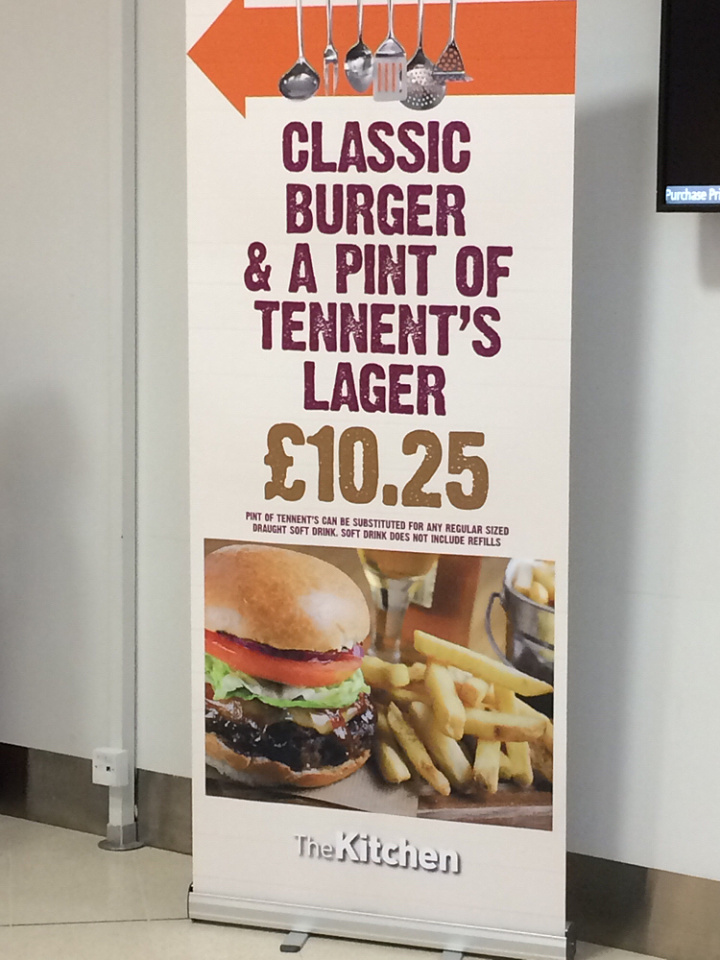 CLASSIC
BURGER
& A PINT OF
TENNENT'S
LAGER
£10.25
PINT OF TENNENT'S CAN BE SUBSTITUTED FOR ANY REGULAR SIZED
DRAUGHT SOFT DRINK. SOFT DRINK DOES NOT INCLUDE REFILLS
TheKitchen
Purchase